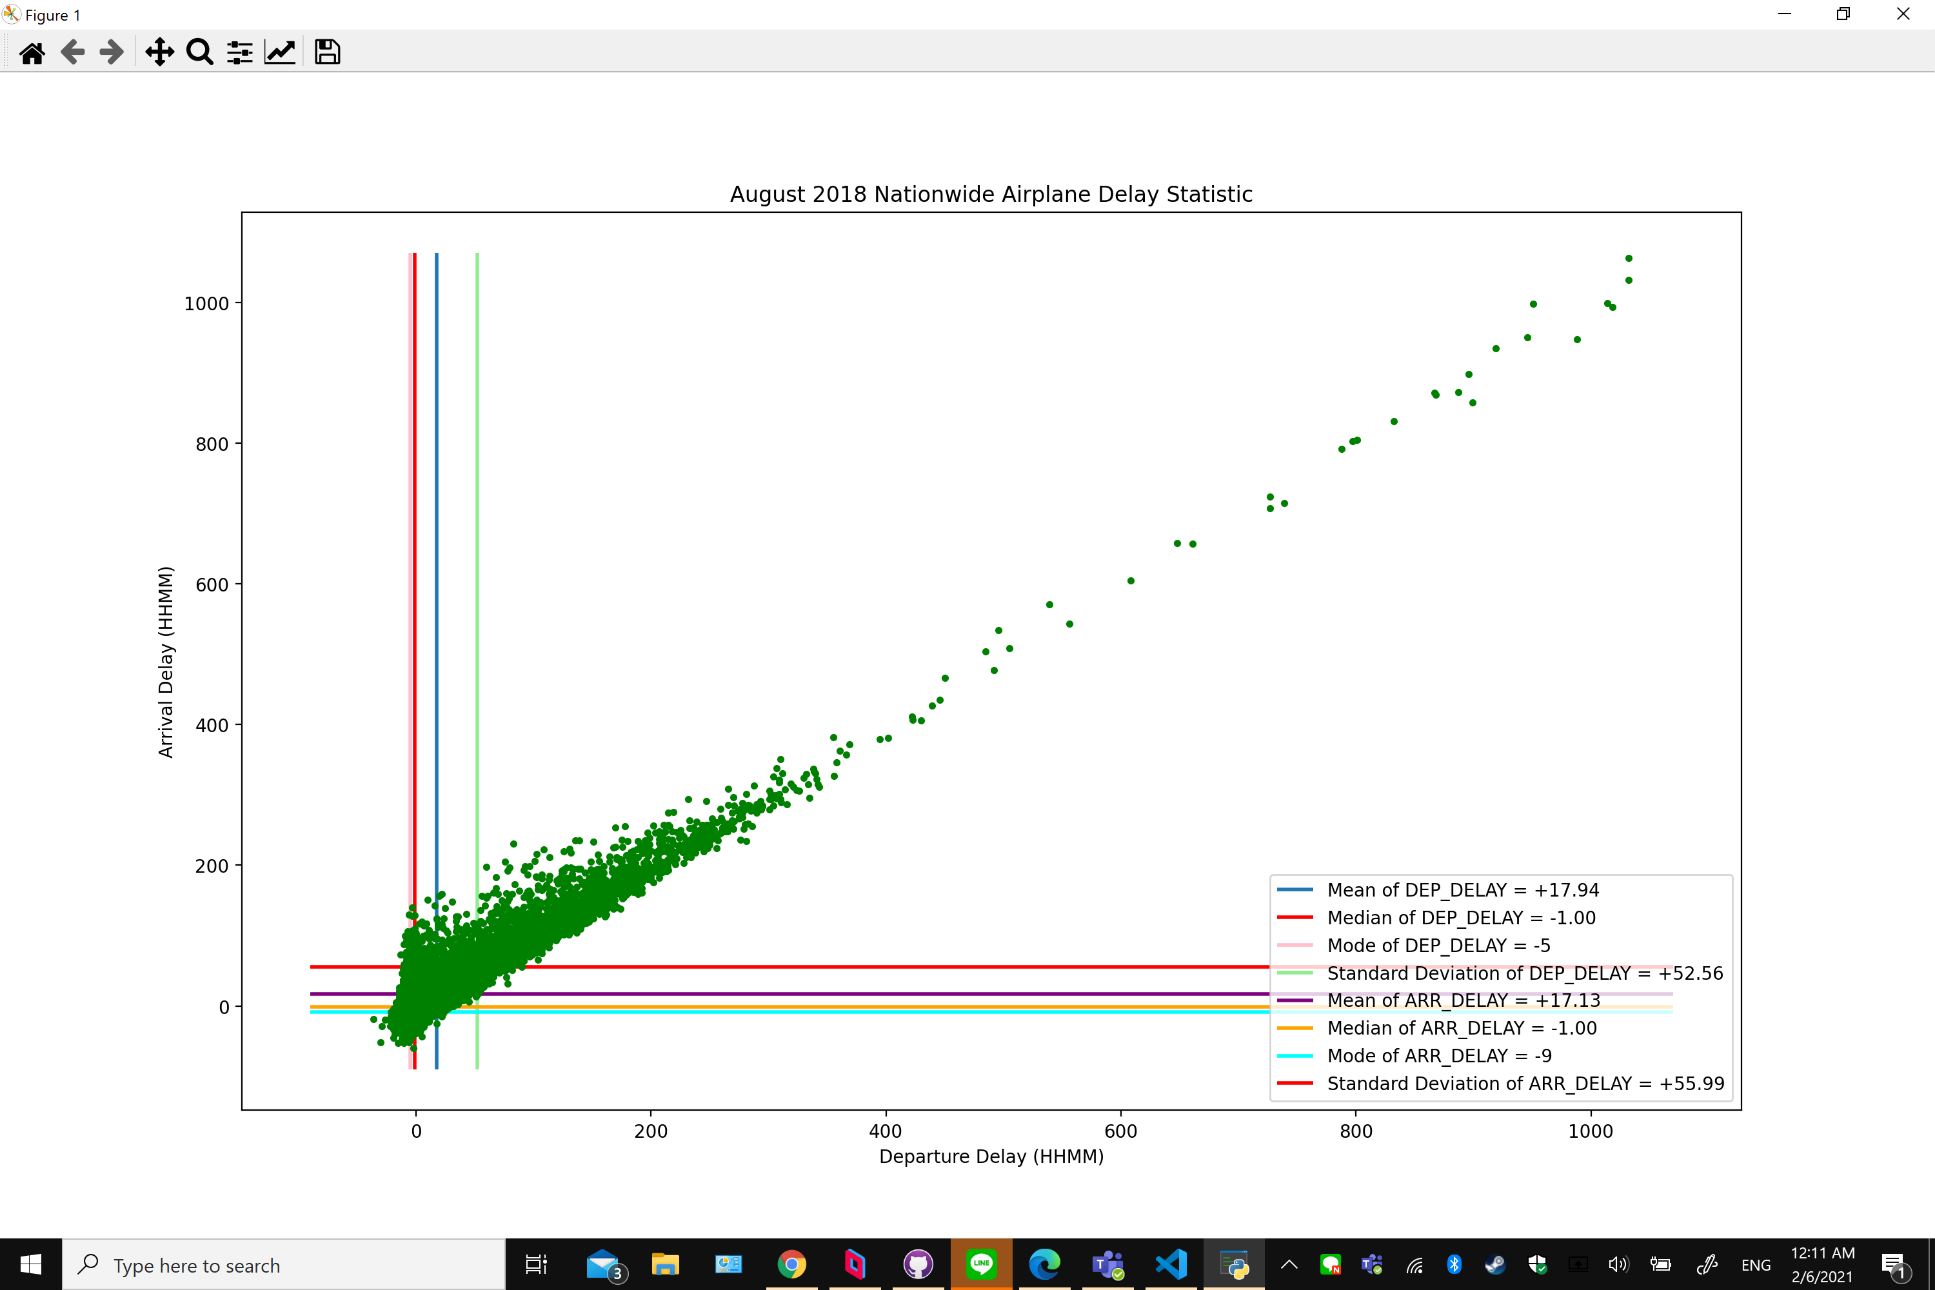 Figure 1
August 2018 Nationwide Airplane Delay Statistic
1000
800
600
400
200
0
Arrival Delay (HHMM)
Mean of DEP_DELAY = +17.94
Median of DEP_DELAY = -1.00
Mode of DEP_DELAY = -5
Standard Deviation of DEP_DELAY = +52.56
Mean of ARR_DELAY = +17.13
Median of ARR_DELAY = -1.00
Mode of ARR_DELAY = -9
Standard Deviation of ARR_DELAY = +55.99
0 200 400 600 800 1000
Departure Delay (HHMM)
Type here to search
3
LINE
N
ENG
12:11 AM
2/6/2021
1